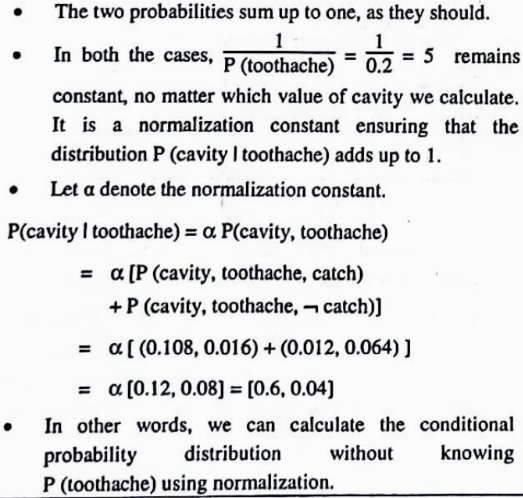 • The two probabilities sum up to one, as they should.
• In both the cases, 1 / P (toothache) = 1 / 0.2 = 5 remains
constant, no matter which value of cavity we calculate.
It is a normalization constant ensuring that the
distribution P (cavity | toothache) adds up to 1.
• Let α denote the normalization constant.
P(cavity | toothache) = α P(cavity, toothache)
= α [P (cavity, toothache, catch)
+ P (cavity, toothache, ¬ catch)]
= α [ (0.108, 0.016) + (0.012, 0.064) ]
= α [0.12, 0.08] = [0.6, 0.04]
• In other words, we can calculate the conditional
probability distribution without knowing
P (toothache) using normalization.